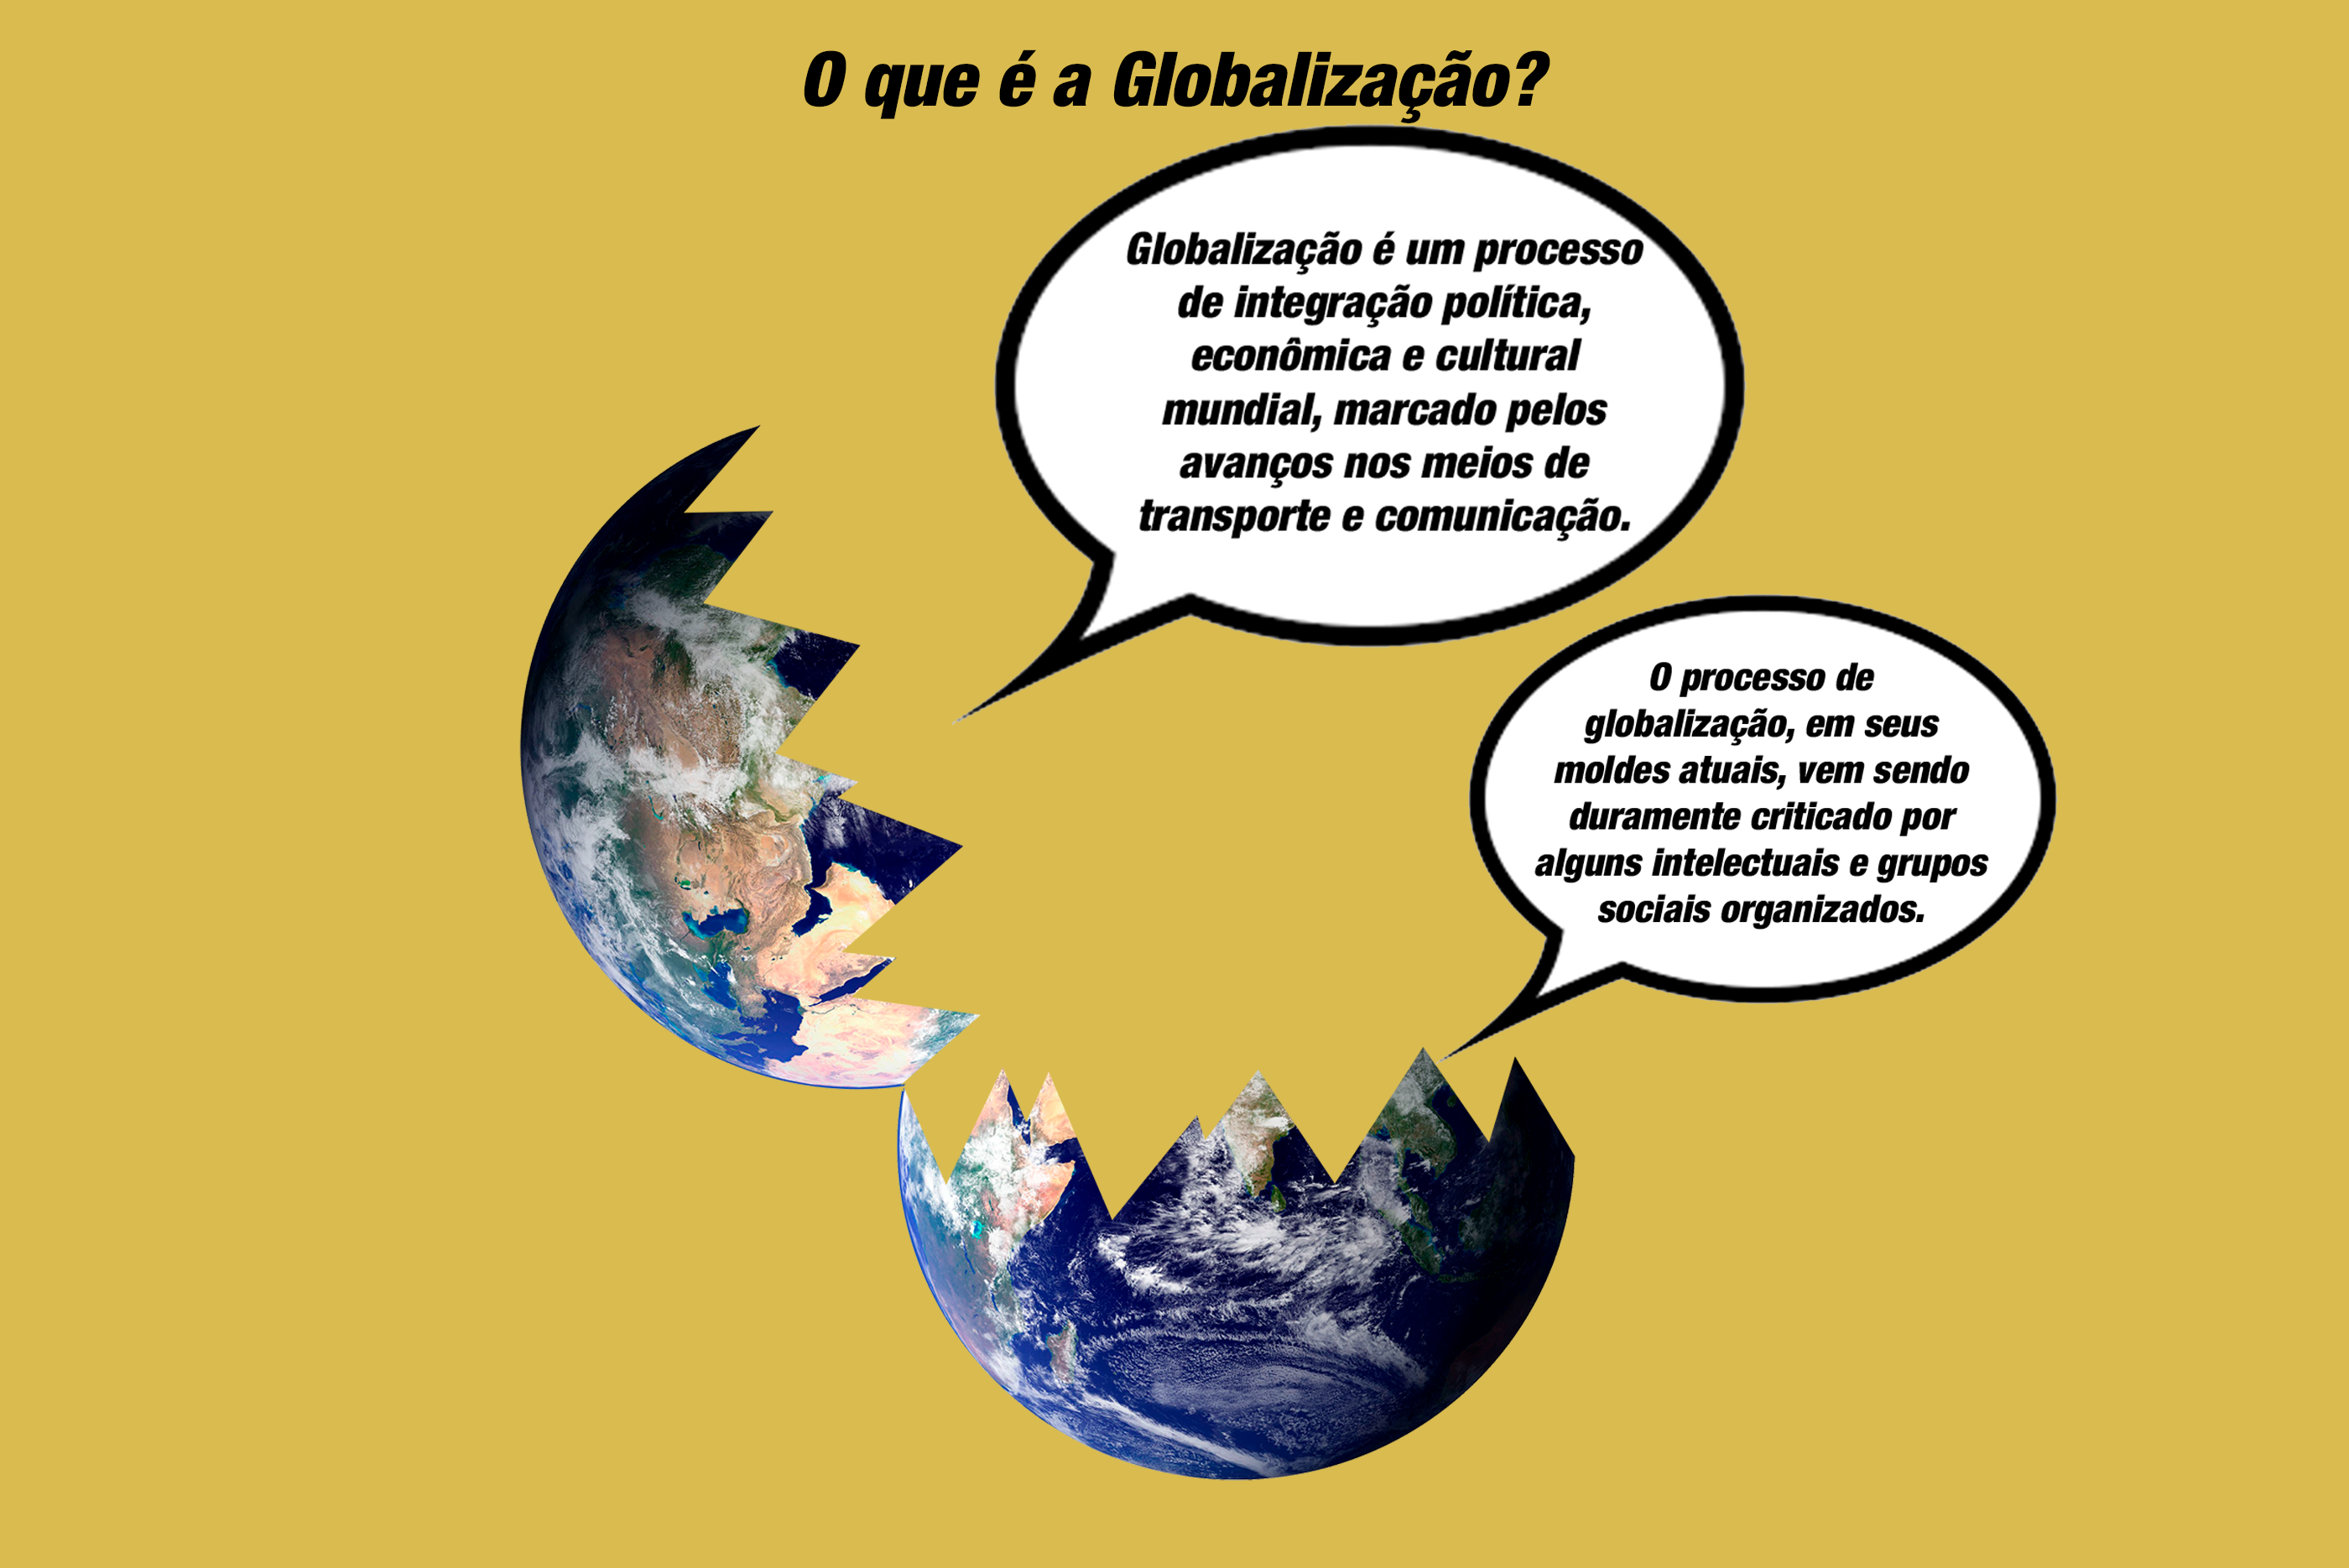 O que é a Globalização?
Globalização é um processo
de integração política,
econômica e cultural
mundial, marcado pelos
avanços nos meios de
transporte e comunicação.
O processo de
globalização, em seus
moldes atuais, vem sendo
duramente criticado por
alguns intelectuais e grupos
sociais organizados.